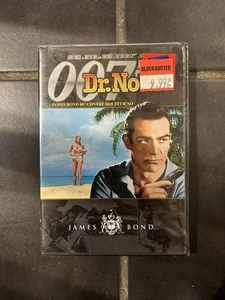 BLOCKBUSTER
9.99
007
Dr. No
JAMES BOND 007 CONTRE DOCTEUR NO
JAMES BOND